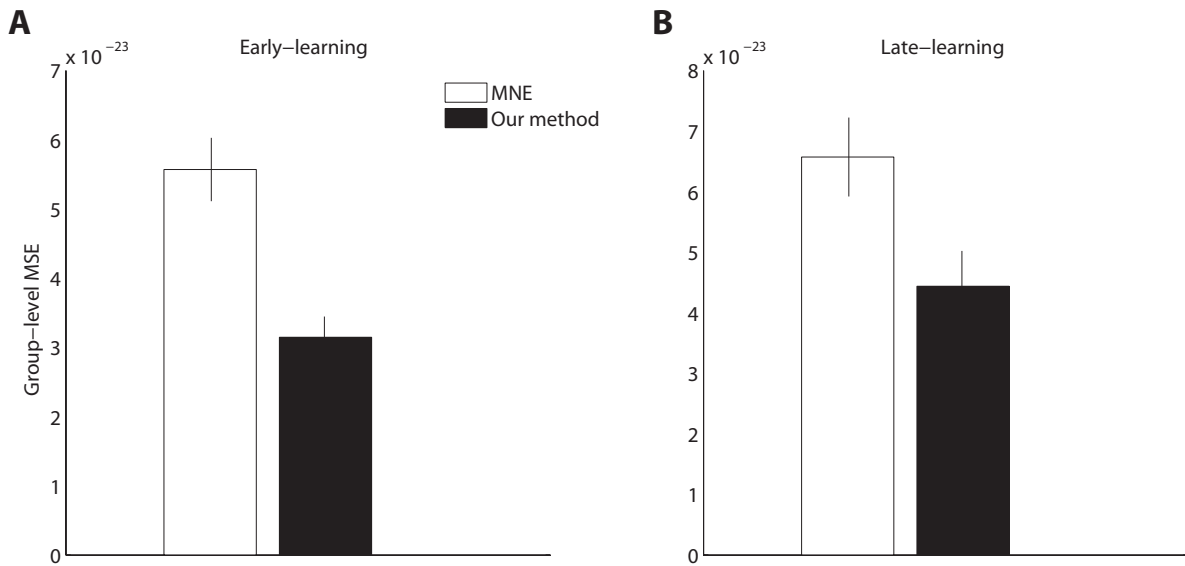 A
Early−learning
x 10 −23
7
6
5
4
3
2
1
0
Group−level MSE
MNE
Our method
B
Late−learning
x 10 −23
8
7
6
5
4
3
2
1
0